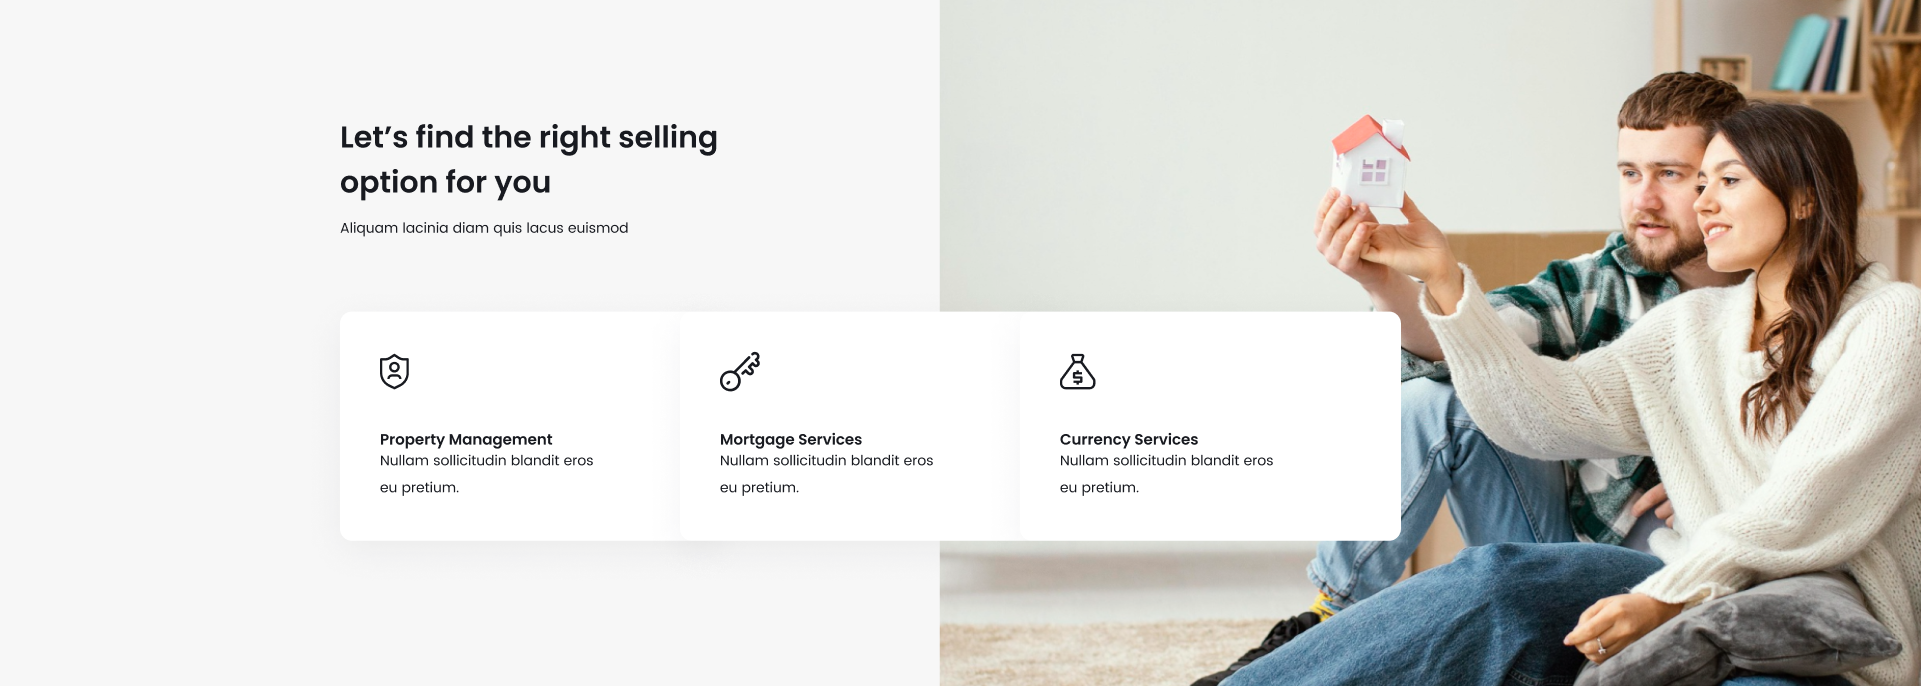 Let’s find the right selling
option for you
Aliquam lacinia diam quis lacus euismod
Property Management
Nullam sollicitudin blandit eros
eu pretium.
Mortgage Services
Nullam sollicitudin blandit eros
eu pretium.
Currency Services
Nullam sollicitudin blandit eros
eu pretium.